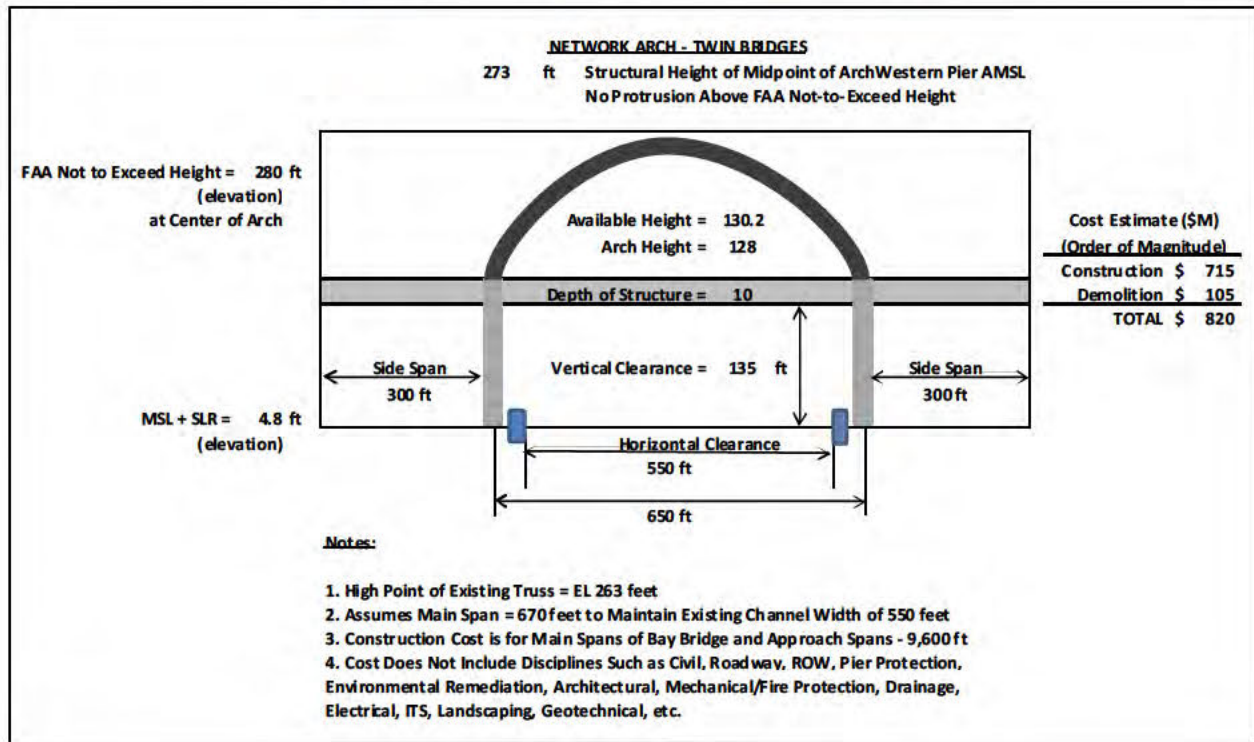 NETWORK ARCH - TWIN BRIDGES
273 ft Structural Height of Midpoint of ArchWestern Pier AMSL
No Protrusion Above FAA Not-to-Exceed Height
FAA Not to Exceed Height = 280 ft
(elevation)
at Center of Arch
Available Height = 130.2
Arch Height = 128
Cost Estimate ($M)
(Order of Magnitude)
Construction $ 715
Demolition $ 105
TOTAL $ 820
Depth of Structure = 10
Side Span
300 ft
Vertical Clearance = 135 ft
Side Span
300 ft
MSL + SLR = 4.8 ft
(elevation)
Horizontal Clearance
550 ft
650 ft
Notes:
1. High Point of Existing Truss = EL 263 feet
2. Assumes Main Span = 670 feet to Maintain Existing Channel Width of 550 feet
3. Construction Cost is for Main Spans of Bay Bridge and Approach Spans - 9,600 ft
4. Cost Does Not Include Disciplines Such as Civil, Roadway, ROW, Pier Protection,
Environmental Remediation, Architectural, Mechanical/Fire Protection, Drainage,
Electrical, ITS, Landscaping, Geotechnical, etc.